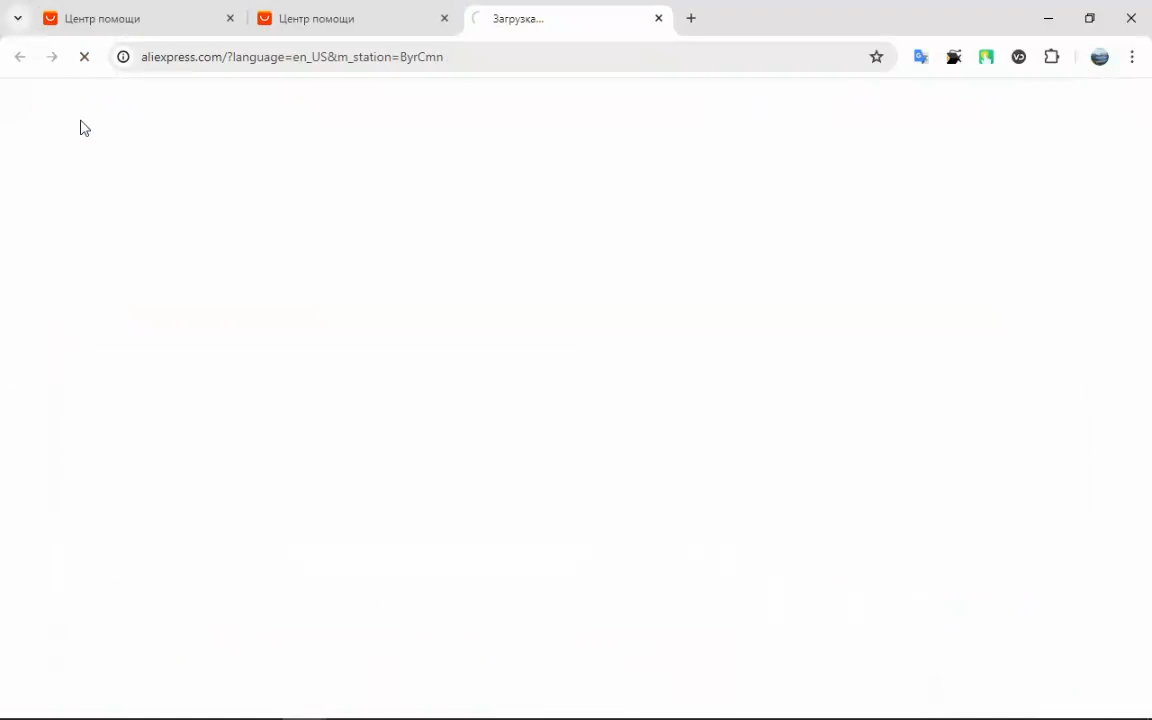 Центр помощи
Центр помощи
Загрузка...
aliexpress.com/?language=en_US&m_station=ByrCmn